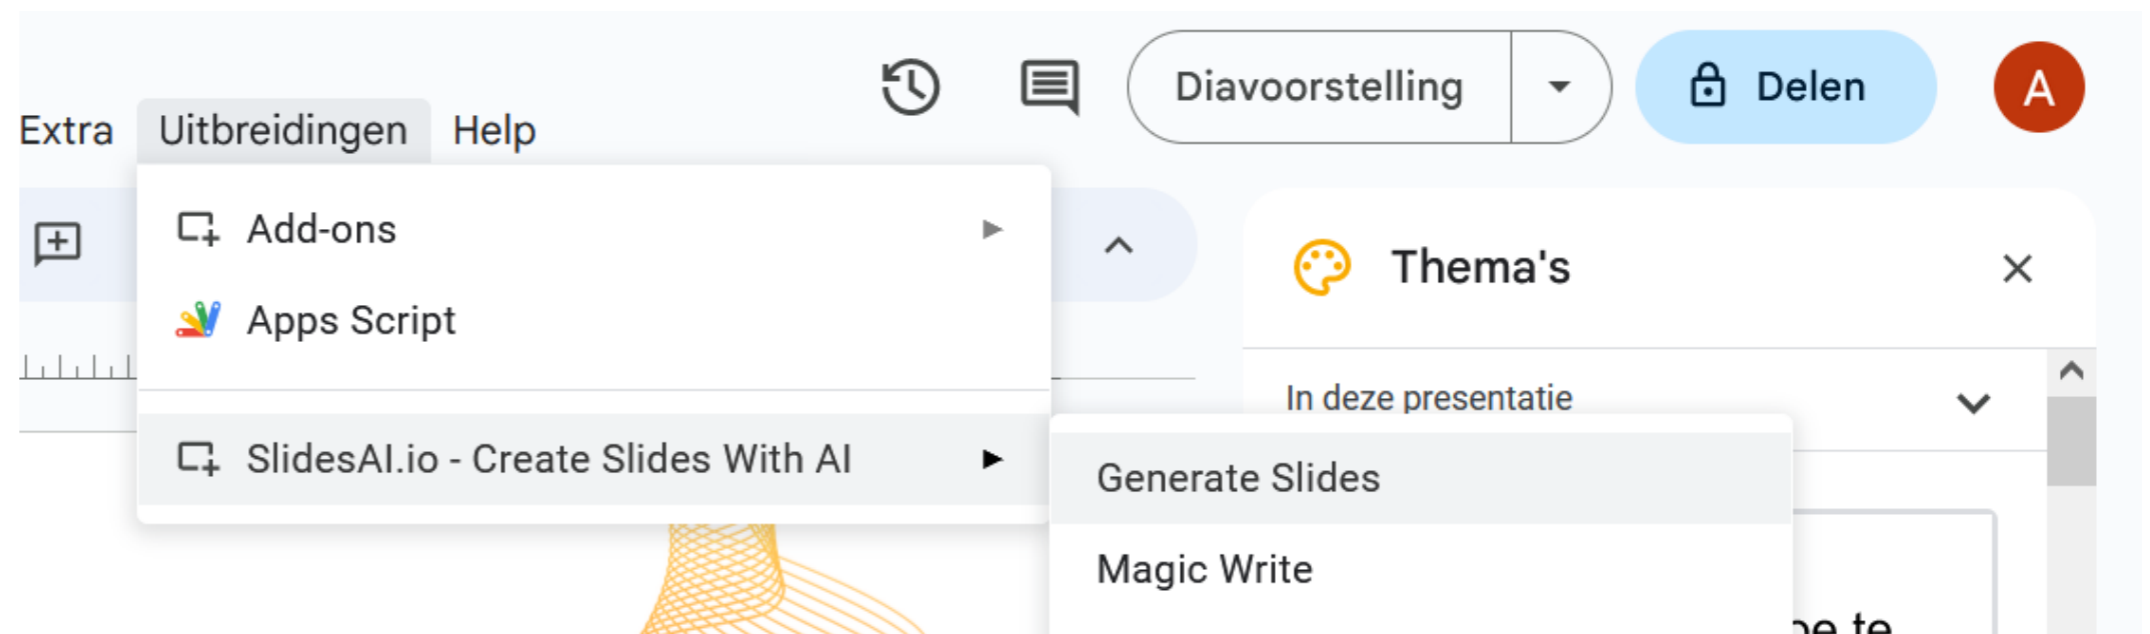 Diavoorstelling
Delen
A
Extra Uitbreidingen Help
Add-ons
Apps Script
SlidesAI.io - Create Slides With AI
Thema's
In deze presentatie
Generate Slides
Magic Write
te